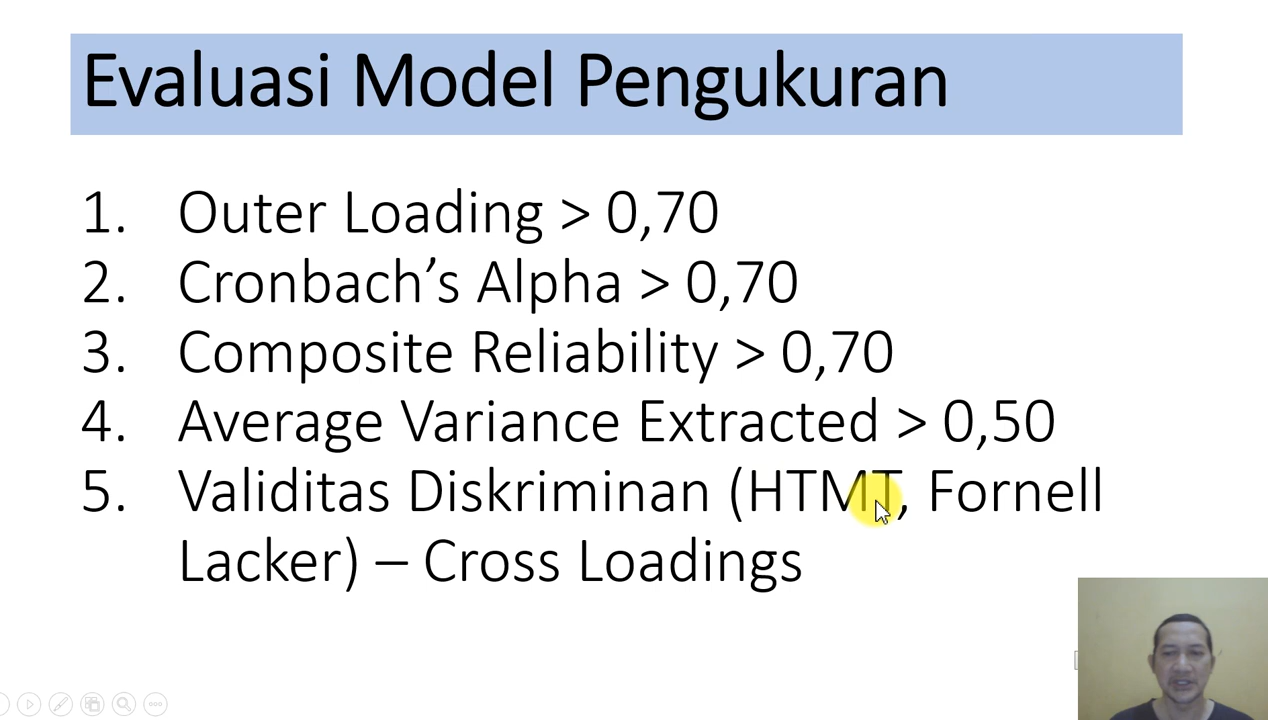 Evaluasi Model Pengukuran
1. Outer Loading > 0,70
2. Cronbach’s Alpha > 0,70
3. Composite Reliability > 0,70
4. Average Variance Extracted > 0,50
5. Validitas Diskriminan (HTMT, Fornell
Lacker) – Cross Loadings